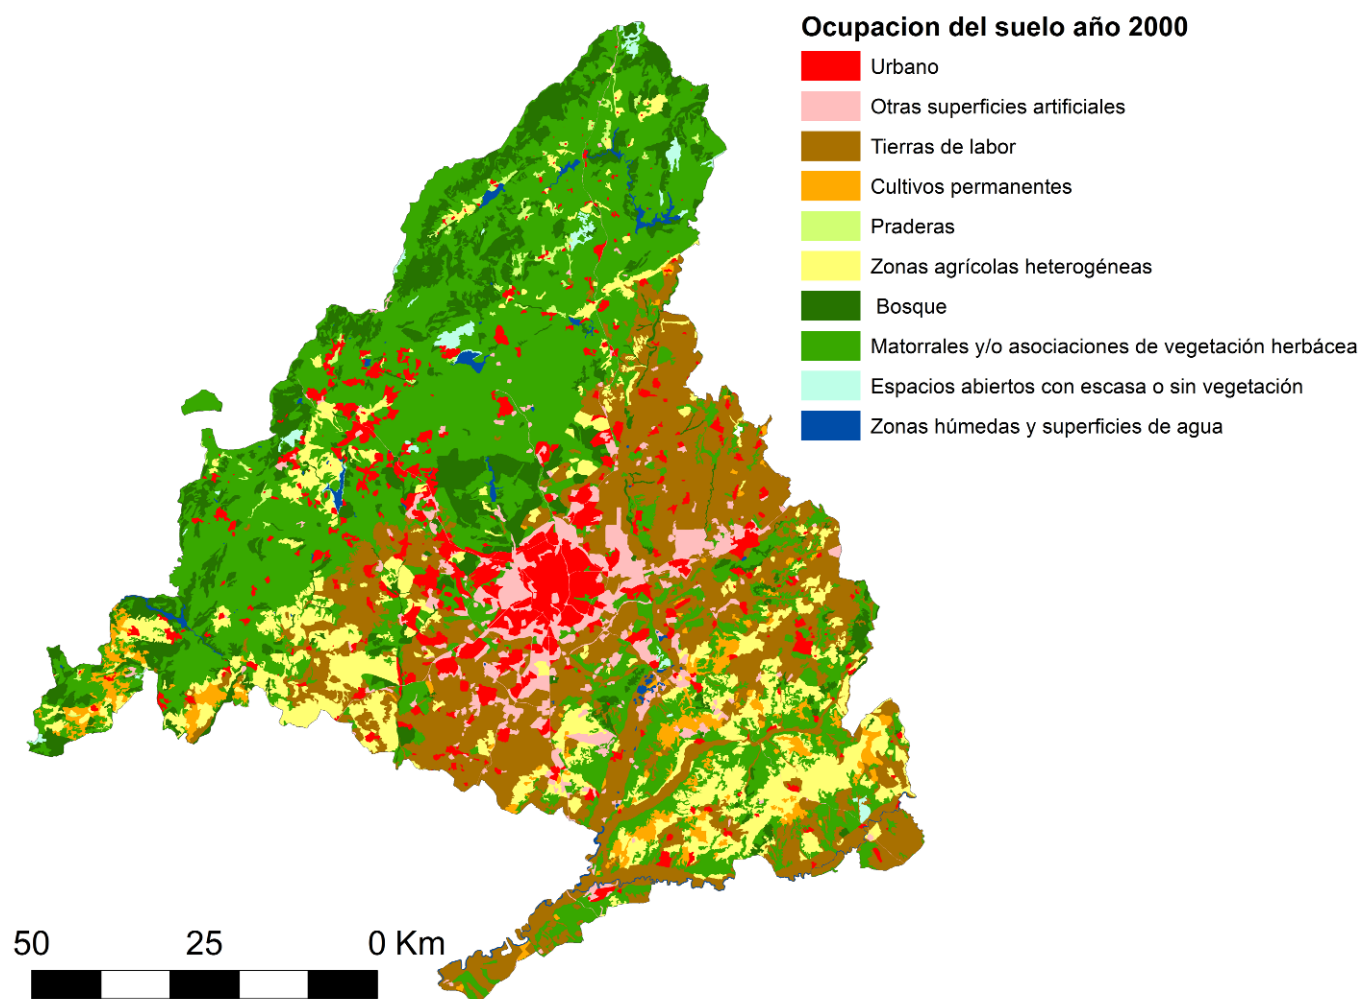 Ocupacion del suelo año 2000
Urbano
Otras superficies artificiales
Tierras de labor
Cultivos permanentes
Praderas
Zonas agrícolas heterogéneas
Bosque
Matorrales y/o asociaciones de vegetación herbácea
Espacios abiertos con escasa o sin vegetación
Zonas húmedas y superficies de agua
50 25 0 Km